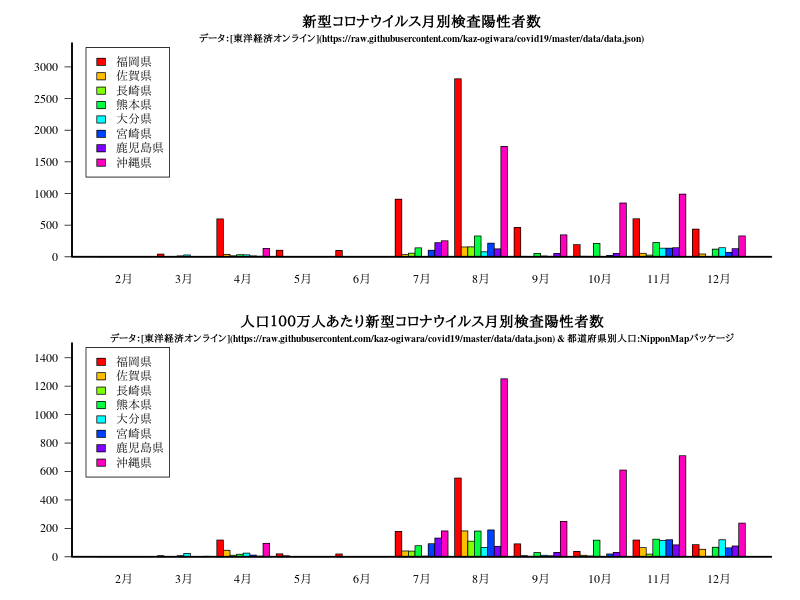 新型コロナウイルス月別検査陽性者数
データ:[東洋経済オンライン](https://raw.githubusercontent.com/kaz-ogiwara/covid19/master/data/data.json)
福岡県
佐賀県
長崎県
熊本県
大分県
宮崎県
鹿児島県
沖縄県
3000
2500
2000
1500
1000
500
0
2月 3月 4月 5月 6月 7月 8月 9月 10月 11月 12月
人口100万人あたり新型コロナウイルス月別検査陽性者数
データ:[東洋経済オンライン](https://raw.githubusercontent.com/kaz-ogiwara/covid19/master/data/data.json) & 都道府県別人口:NipponMapパッケージ
福岡県
佐賀県
長崎県
熊本県
大分県
宮崎県
鹿児島県
沖縄県
1400
1200
1000
800
600
400
200
0
2月 3月 4月 5月 6月 7月 8月 9月 10月 11月 12月